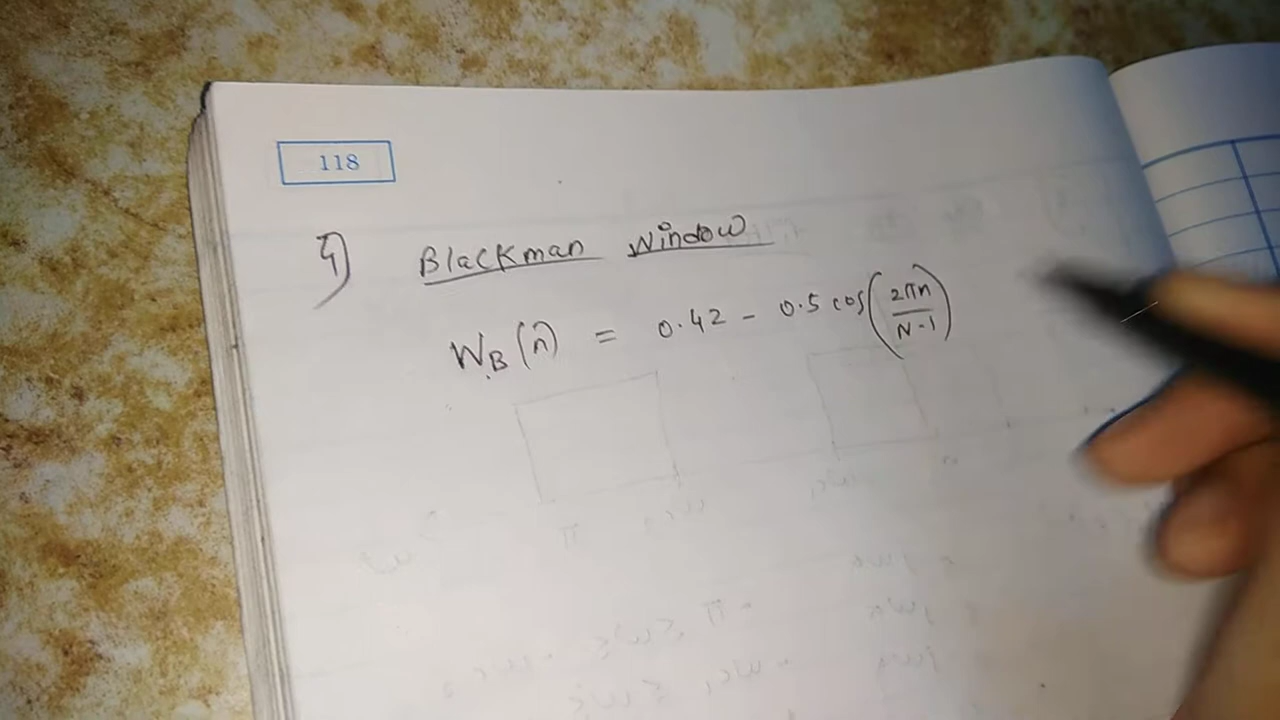 118
4) Blackman Window
W_B(n) = 0.42 - 0.5 cos(2πn/N-1)